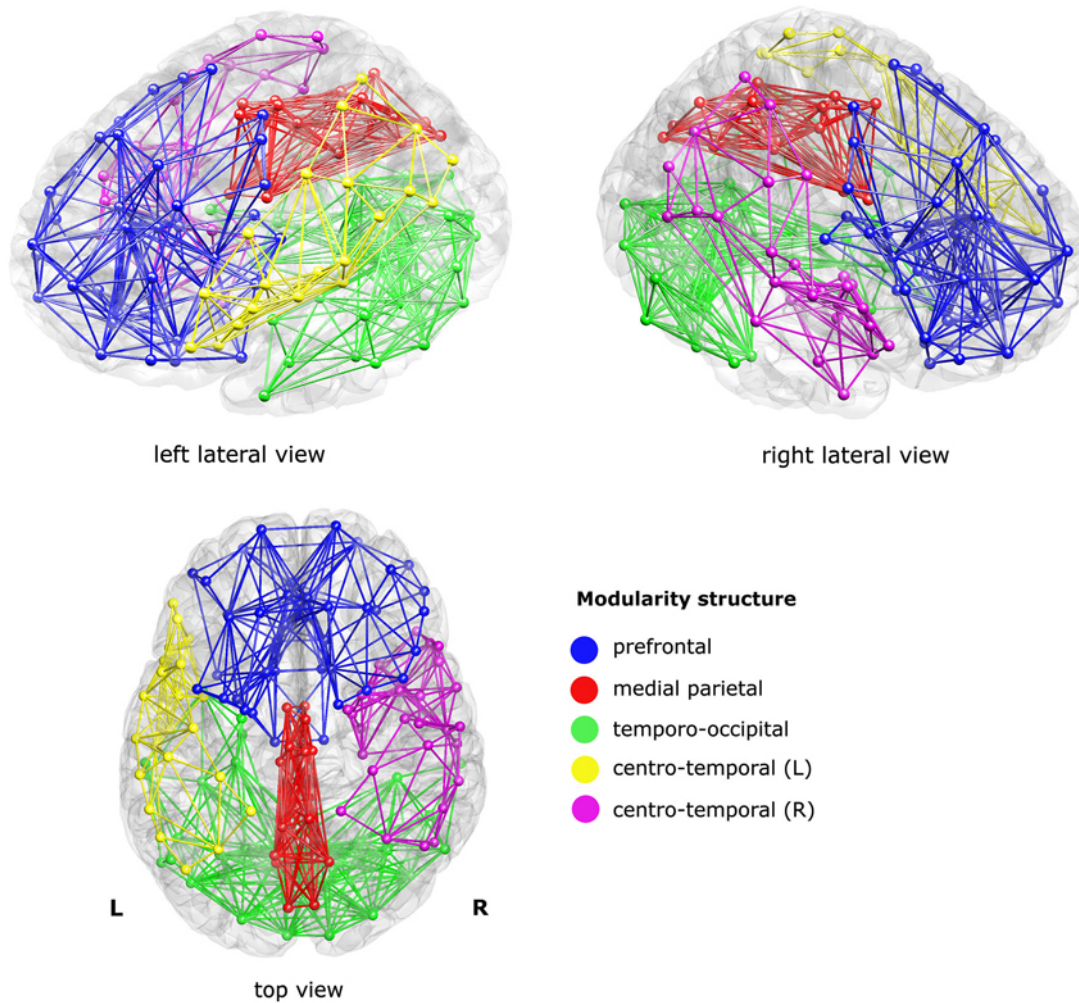 left lateral view
right lateral view
Modularity structure
prefrontal
medial parietal
temporo-occipital
centro-temporal (L)
centro-temporal (R)
L
R
top view